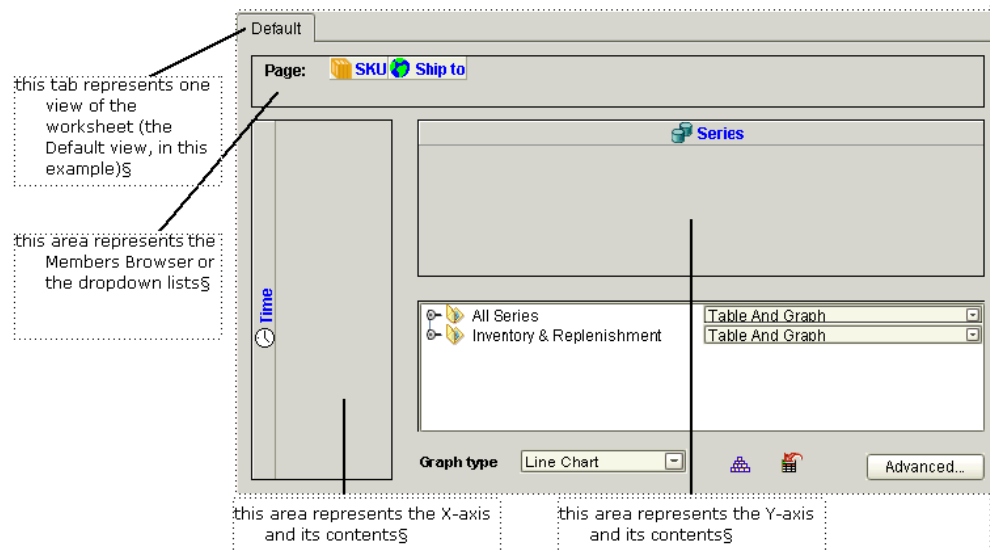 Default
Page: SKU Ship to
this tab represents one
view of the
worksheet (the
Default view, in this
example)§
Series
this area represents the
Members Browser or
the dropdown lists§
Time
All Series Table And Graph
Inventory & Replenishment Table And Graph
Graph type Line Chart Advanced...
this area represents the X-axis
and its contents§
this area represents the Y-axis
and its contents§